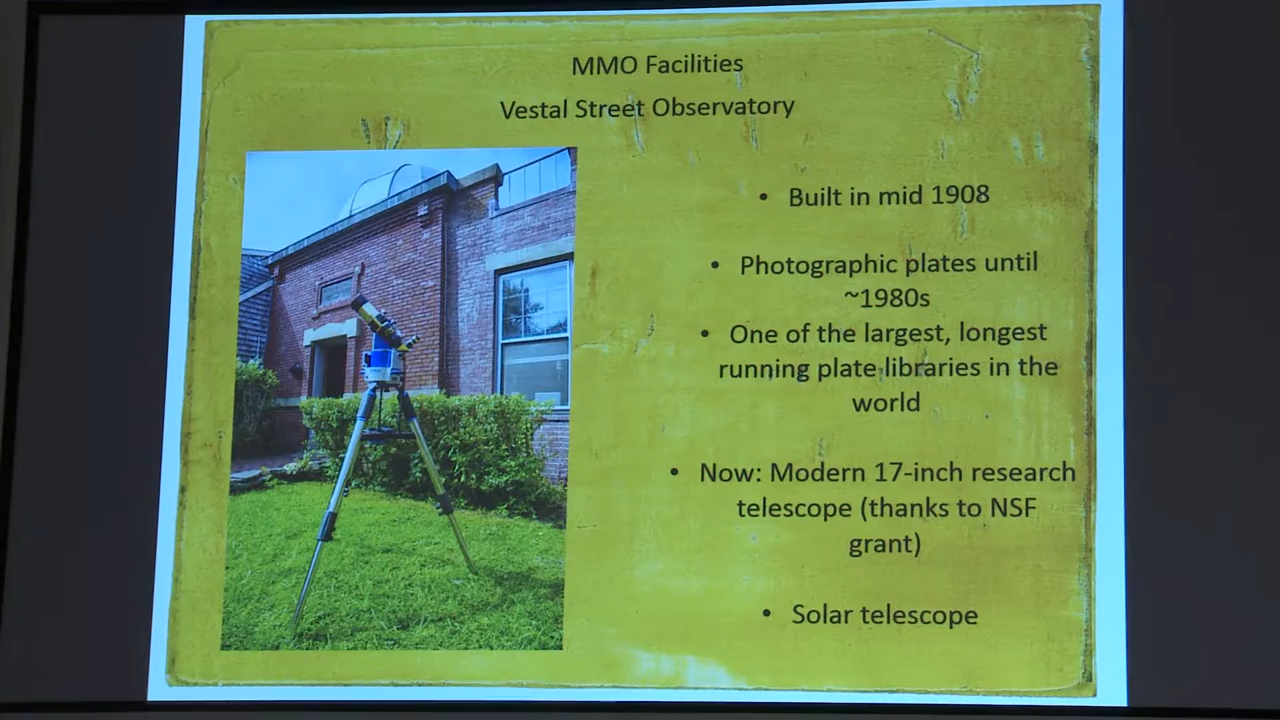 MMO Facilities
Vestal Street Observatory
• Built in mid 1908
• Photographic plates until
~1980s
• One of the largest, longest
running plate libraries in the
world
• Now: Modern 17-inch research
telescope (thanks to NSF
grant)
• Solar telescope